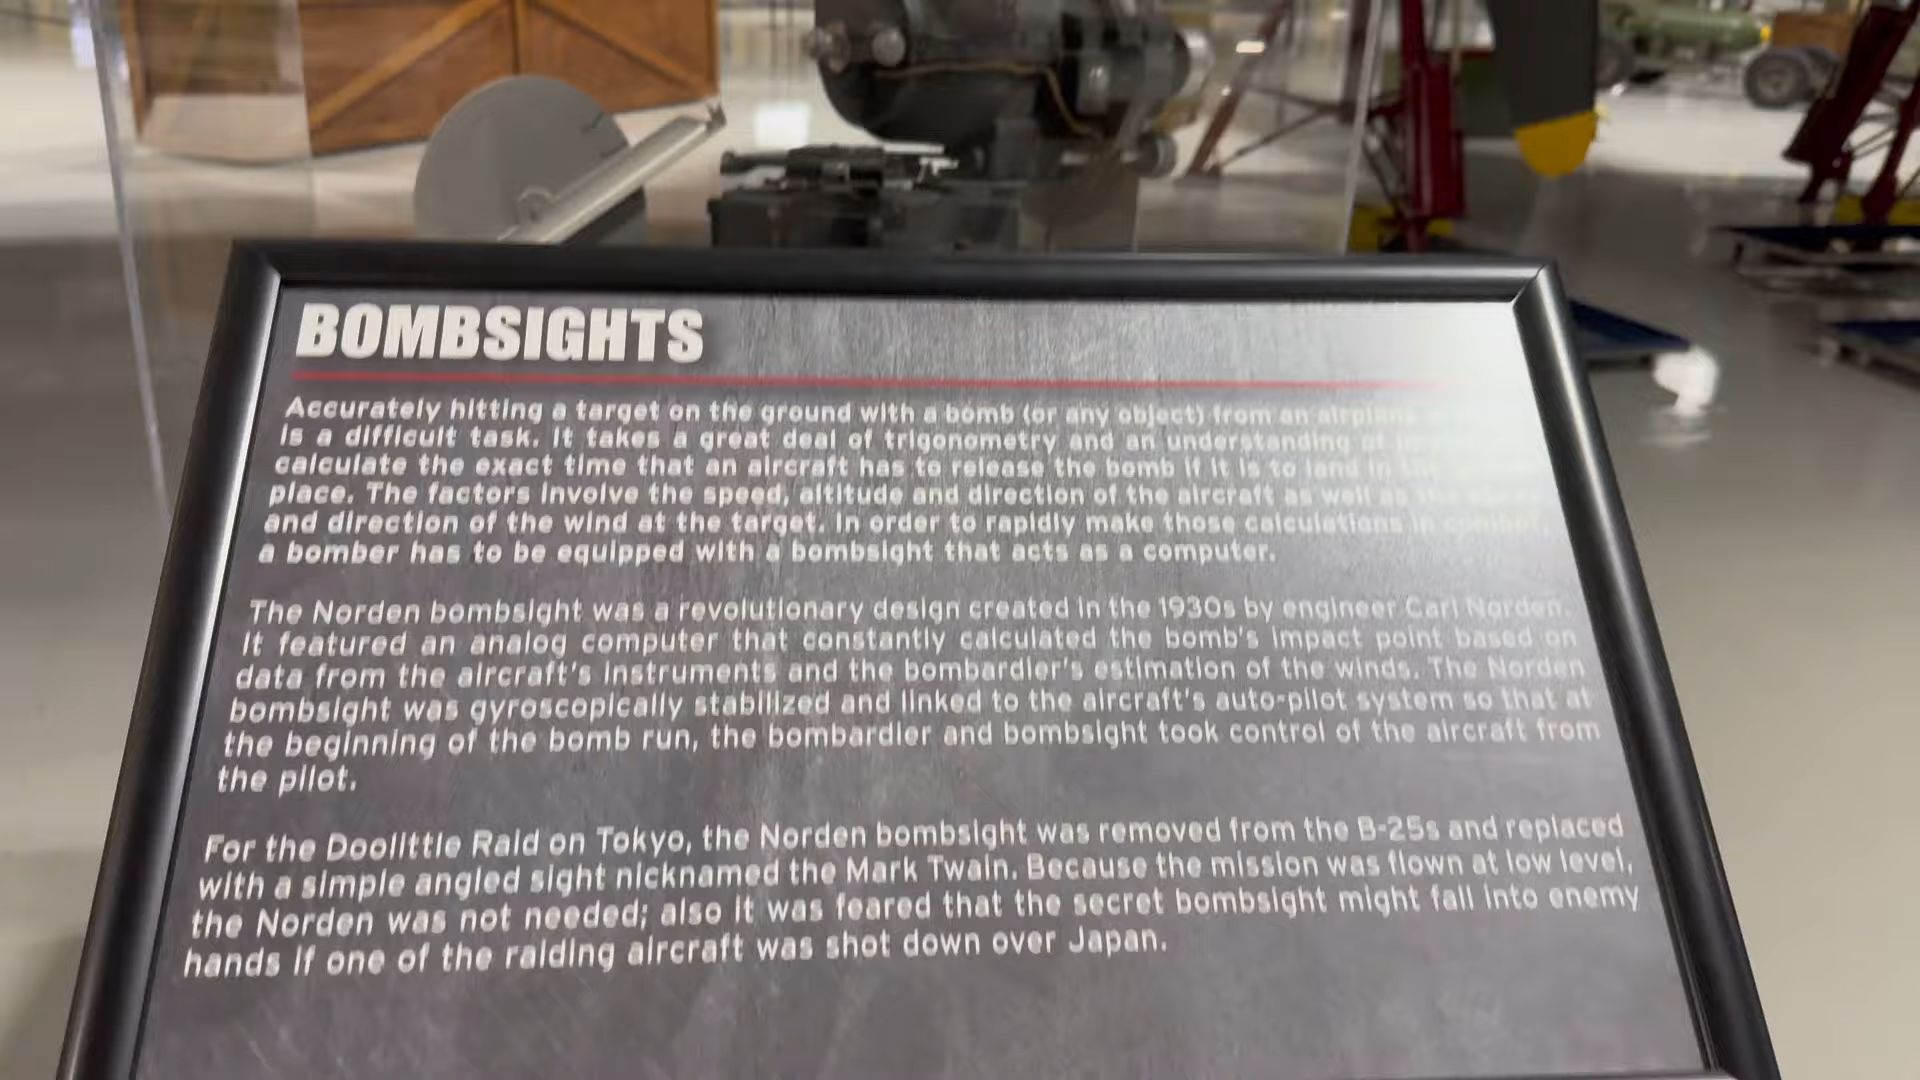 BOMBSIGHTS
Accurately hitting a target on the ground with a bomb (or any object) from an airplane
is a difficult task. It takes a great deal of trigonometry and an understanding of
calculate the exact time that an aircraft has to release the bomb if it is to land in the
place. The factors involve the speed, altitude and direction of the aircraft as well as the
and direction of the wind at the target. In order to rapidly make those calculations in combat,
a bomber has to be equipped with a bombsight that acts as a computer.
The Norden bombsight was a revolutionary design created in the 1930s by engineer Carl Norden.
It featured an analog computer that constantly calculated the bomb's impact point based on
data from the aircraft's instruments and the bombardier's estimation of the winds. The Norden
bombsight was gyroscopically stabilized and linked to the aircraft's auto-pilot system so that at
the beginning of the bomb run, the bombardier and bombsight took control of the aircraft from
the pilot.
For the Doolittle Raid on Tokyo, the Norden bombsight was removed from the B-25s and replaced
with a simple angled sight nicknamed the Mark Twain. Because the mission was flown at low level,
the Norden was not needed; also it was feared that the secret bombsight might fall into enemy
hands if one of the raiding aircraft was shot down over Japan.